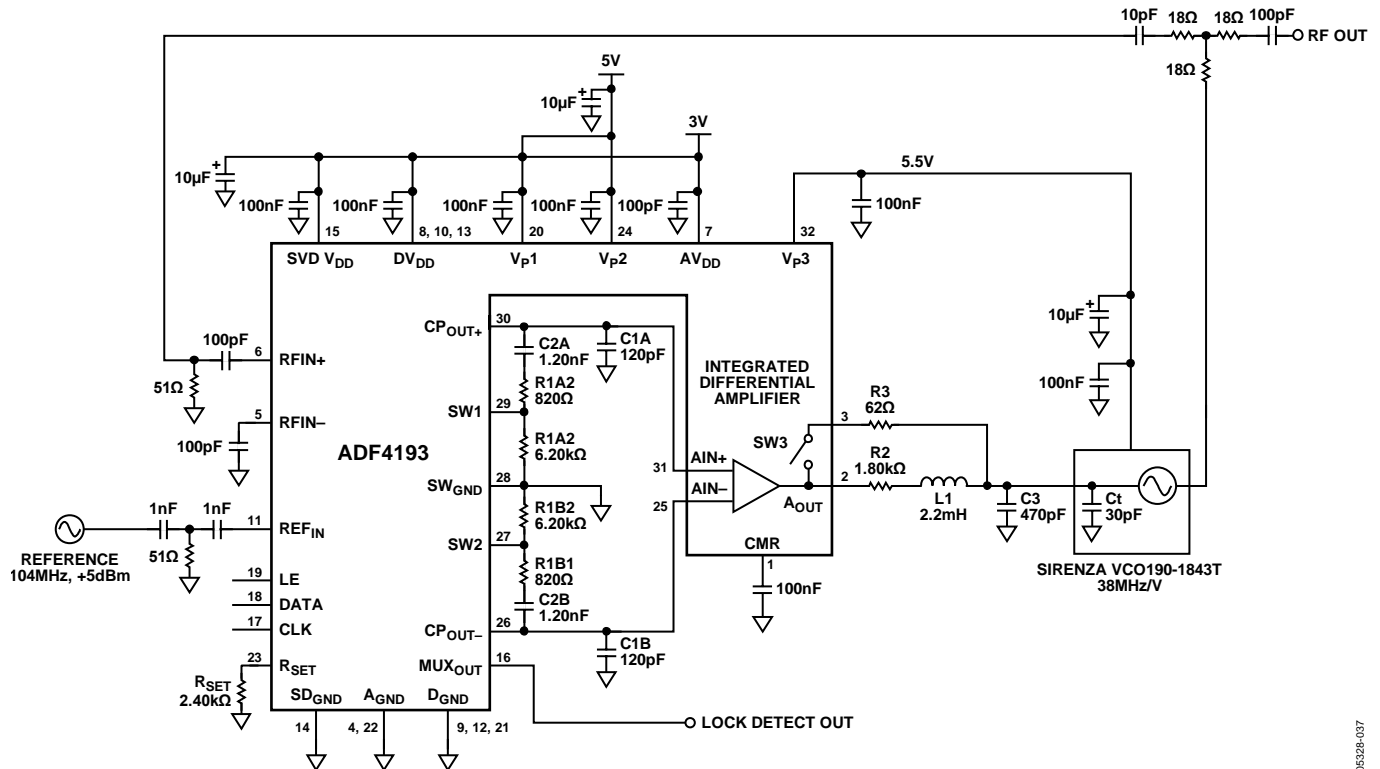 10pF 18Ω 18Ω 100pF
RF OUT
18Ω
5V
10µF +
3V
10µF +
5.5V
100nF 100nF 100nF 100nF 100pF 100nF
15 8, 10, 13 20 24 7 32
SVD VDD DVDD VP1 VP2 AVDD VP3
10µF +
100nF
100pF
6 RFIN+
51Ω
5 RFIN–
100pF
ADF4193
1nF 1nF
11 REFIN
51Ω
REFERENCE
104MHz, +5dBm
19 LE
18 DATA
17 CLK
23 RSET
RSET
2.40kΩ
SDGND AGND DGND
14 4, 22 9, 12, 21
CPOUT+ 30
C2A
1.20nF
C1A
120pF
R1A2
820Ω
SW1 29
R1A2
6.20kΩ
SWGND 28
R1B2
6.20kΩ
SW2 27
R1B1
820Ω
C2B
1.20nF
CPOUT– 26
C1B
120pF
MUXOUT 16
LOCK DETECT OUT
INTEGRATED
DIFFERENTIAL
AMPLIFIER
SW3
31 AIN+
25 AIN–
AOUT
CMR
1
100nF
3 R3
62Ω
2 R2
1.80kΩ
L1
2.2mH
C3
470pF
Ct
30pF
SIRENZA VCO190-1843T
38MHz/V
05328-037